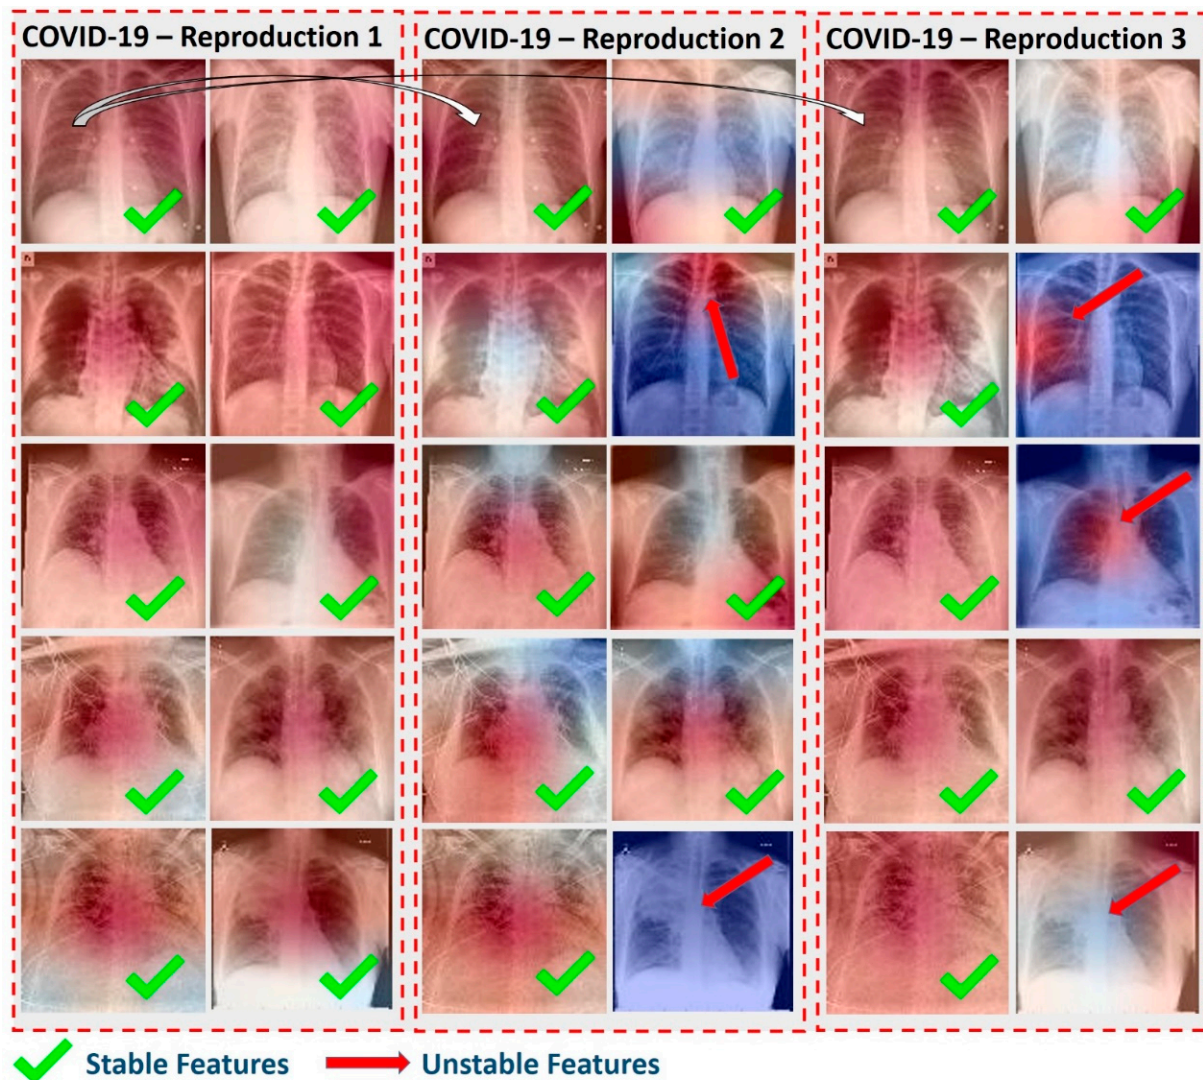 COVID-19 – Reproduction 1
COVID-19 – Reproduction 2
COVID-19 – Reproduction 3
Stable Features
Unstable Features